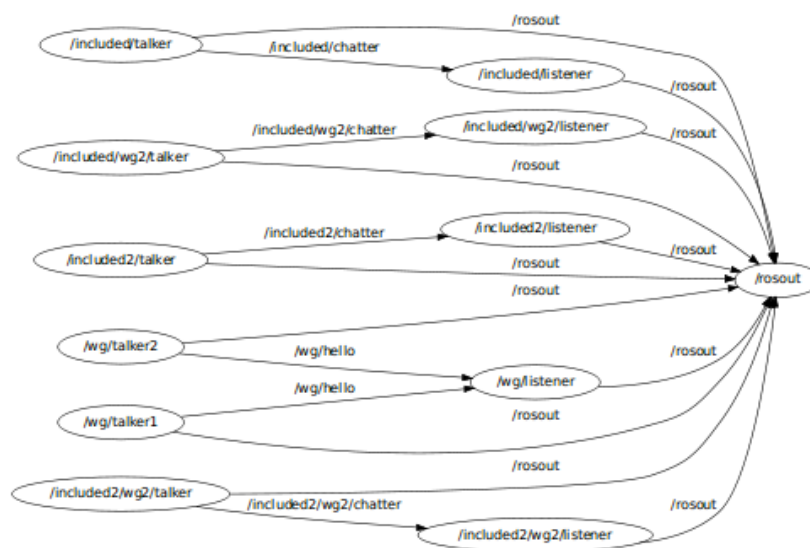 /rosout
/included/talker
/included/chatter
/included/listener
/rosout
/included/wg2/chatter
/included/wg2/listener
/rosout
/included/wg2/talker
/rosout
/included2/chatter
/included2/listener
/rosout
/included2/talker
/rosout
/rosout
/rosout
/wg/talker2
/wg/hello
/rosout
/wg/listener
/wg/hello
/wg/talker1
/rosout
/rosout
/included2/wg2/talker
/included2/wg2/chatter
/rosout
/included2/wg2/listener